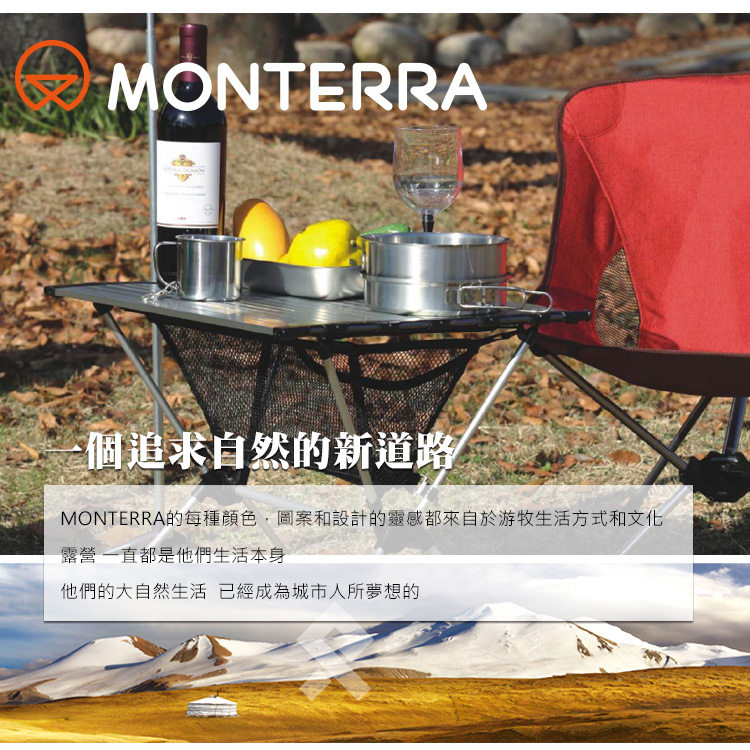 MONTERRA
一個追求自然的新道路
MONTERRA的每種顏色，圖案和設計的靈感都來自於游牧生活方式和文化
露營 一直都是他們生活本身
他們的大自然生活 已經成為城市人所夢想的